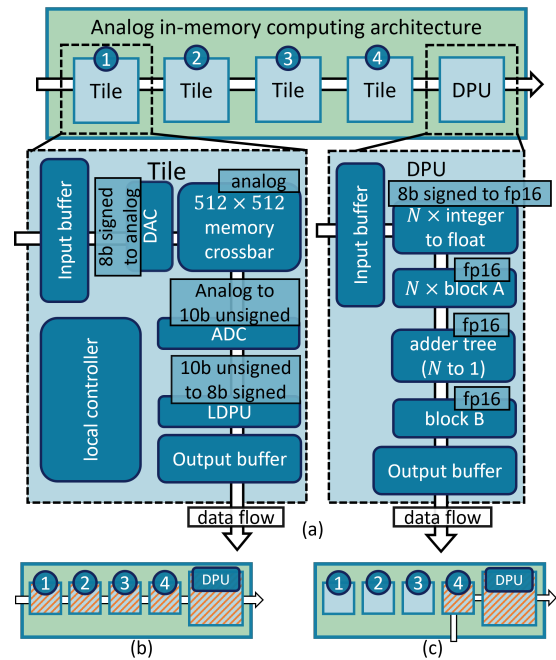 Analog in-memory computing architecture
1
2
3
4
Tile
Tile
Tile
Tile
DPU
Tile
Input buffer
8b signed
to analog
DAC
analog
512 × 512
memory
crossbar
Analog to
10b unsigned
ADC
10b unsigned
to 8b signed
LDPU
local controller
Output buffer
data flow
DPU
Input buffer
8b signed to fp16
N × integer
to float
fp16
N × block A
fp16
adder tree
(N to 1)
fp16
block B
Output buffer
data flow
(a)
1
2
3
4
DPU
(b)
1
2
3
4
DPU
(c)